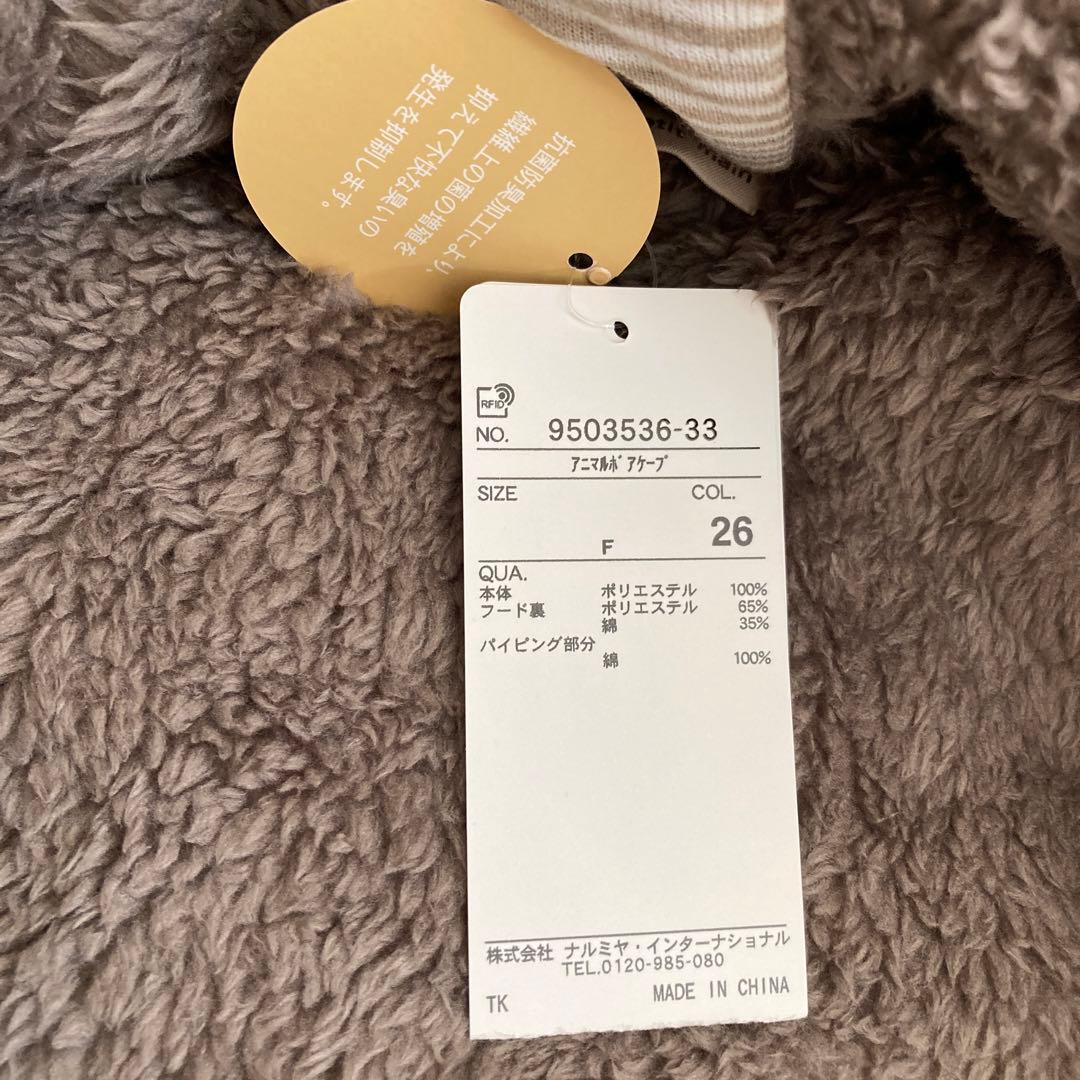 抗菌防臭加工により、
繊維上の菌の増殖を
抑えて不快な臭いの
発生を抑制します。
RFID
NO. 9503536-33
ｱﾆﾏﾙﾎﾞｱｹｰﾌﾟ
SIZE COL.
F 26
QUA.
本体 ポリエステル 100%
フード裏 ポリエステル 65%
綿 35%
パイピング部分
綿 100%
株式会社 ナルミヤ・インターナショナル
TEL.0120-985-080
TK MADE IN CHINA